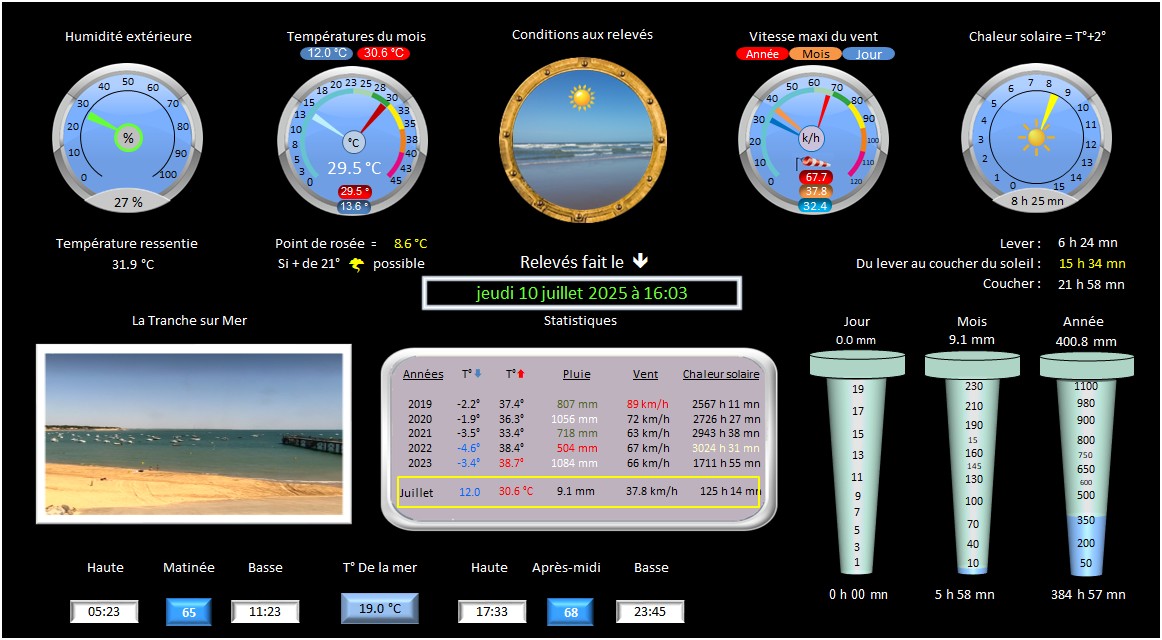 Humidité extérieure
Températures du mois
Conditions aux relevés
Vitesse maxi du vent
Chaleur solaire = T°+2°
12.0 °C 30.6 °C
Année Mois Jour
0 10 20 30 40 50 60 70 80 90 100
%
27 %
0 3 5 8 10 13 15 18 20 23 25 28 30 33 35 38 40 43 45
°C
29.5 °C
29.5 °
13.6 °
0 10 20 30 40 50 60 70 80 90 100 110 120
k/h
67.7
37.8
32.4
0 1 2 3 4 5 6 7 8 9 10 11 12 13 14 15
8 h 25 mn
Température ressentie
31.9 °C
Point de rosée = 8.6 °C
Si + de 21° possible
Relevés fait le
jeudi 10 juillet 2025 à 16:03
Lever : 6 h 24 mn
Du lever au coucher du soleil : 15 h 34 mn
Coucher : 21 h 58 mn
La Tranche sur Mer
Statistiques
Années T° T° Pluie Vent Chaleur solaire
2019 -2.2° 37.4° 807 mm 89 km/h 2567 h 11 mn
2020 -1.9° 36.3° 1056 mm 72 km/h 2726 h 27 mn
2021 -3.5° 33.4° 718 mm 63 km/h 2943 h 38 mn
2022 -4.6° 38.4° 504 mm 67 km/h 3024 h 31 mn
2023 -3.4° 38.7° 1084 mm 66 km/h 1711 h 55 mn
Juillet 12.0 30.6 °C 9.1 mm 37.8 km/h 125 h 14 mn
Jour
0.0 mm
19
17
15
13
11
9
7
5
3
1
0 h 00 mn
Mois
9.1 mm
230
210
190
15
160
145
130
100
70
40
10
5 h 58 mn
Année
400.8 mm
1100
980
900
800
750
650
600
500
350
200
50
384 h 57 mn
Haute Matinée Basse T° De la mer Haute Après-midi Basse
05:23 65 11:23 19.0 °C 17:33 68 23:45